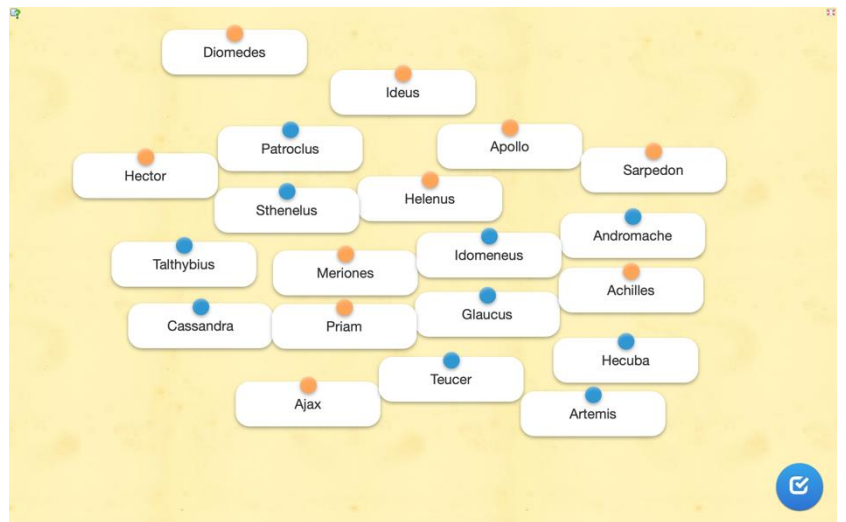 Diomedes
Ideus
Patroclus
Apollo
Hector
Sarpedon
Sthenelus
Helenus
Andromache
Talthybius
Meriones
Idomeneus
Achilles
Cassandra
Priam
Glaucus
Hecuba
Teucer
Ajax
Artemis